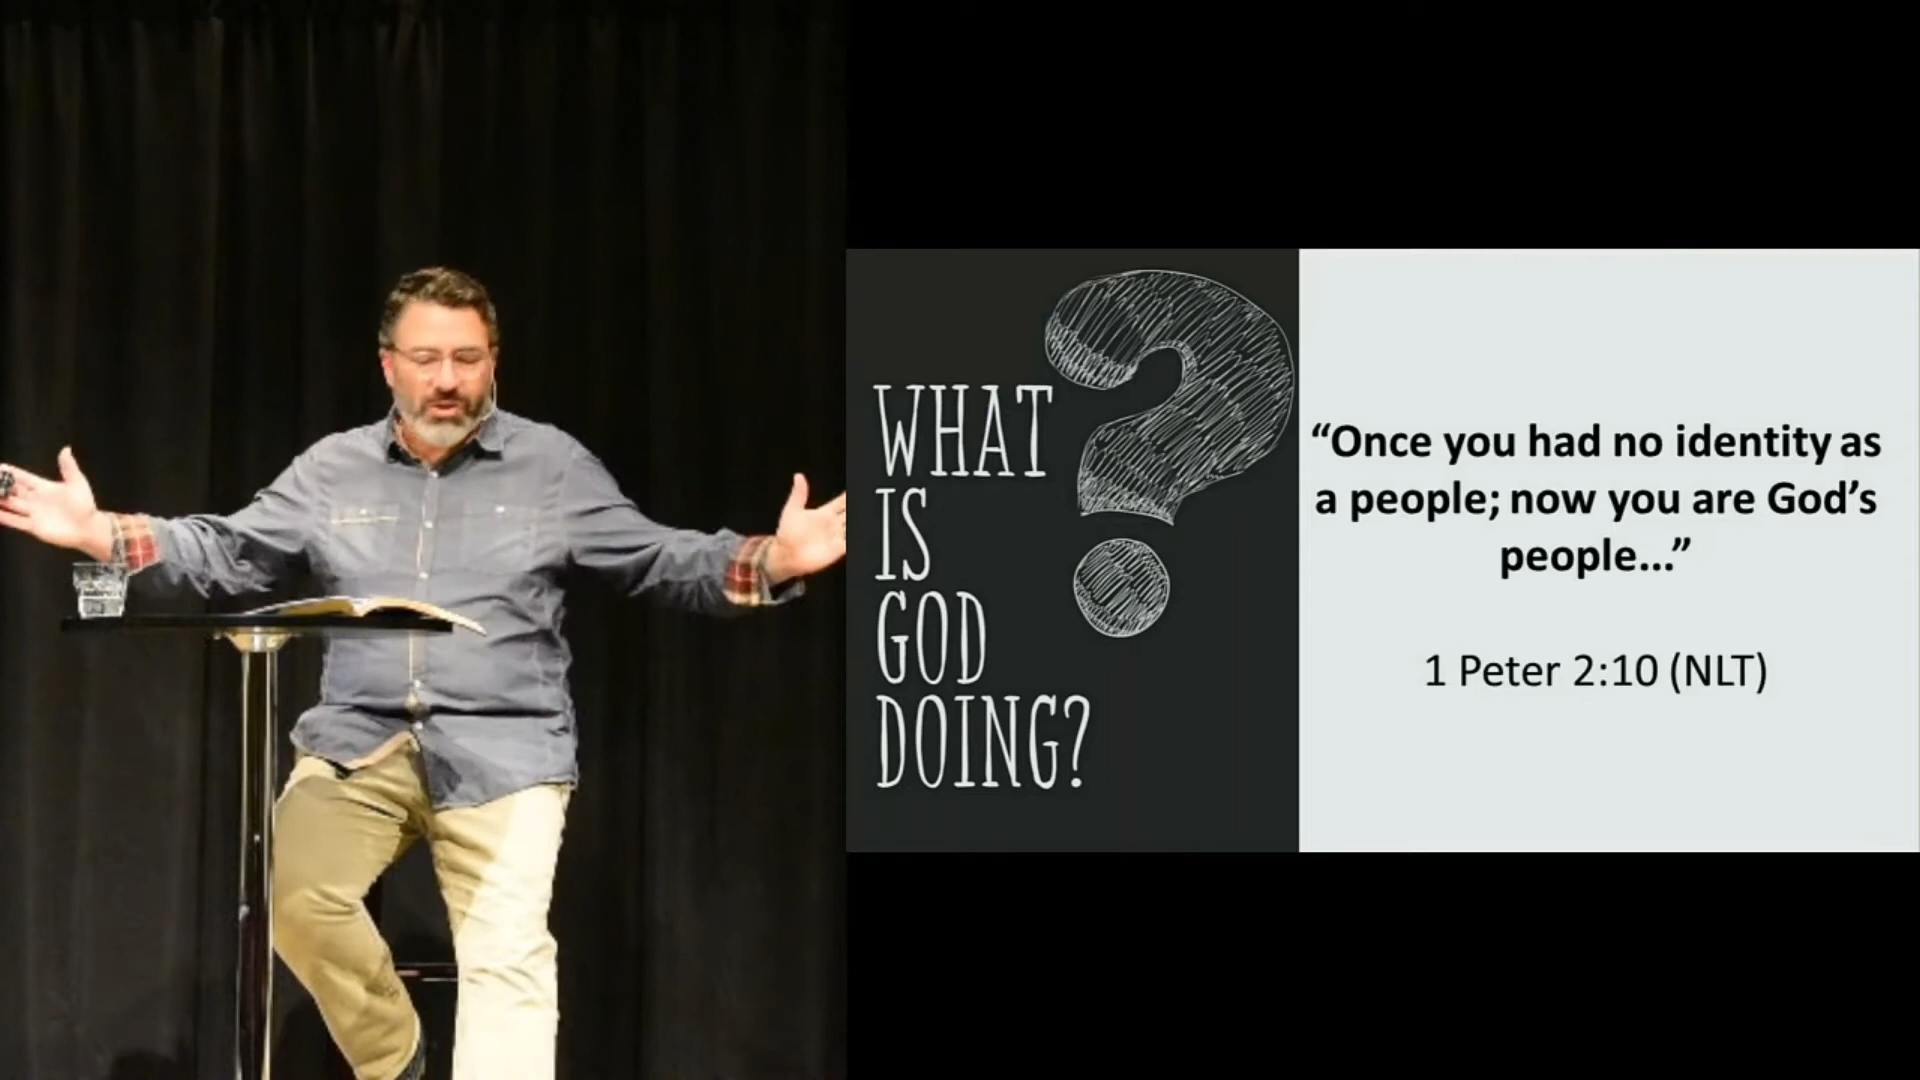 WHAT
IS
GOD
DOING?
“Once you had no identity as
a people; now you are God’s
people...”
1 Peter 2:10 (NLT)